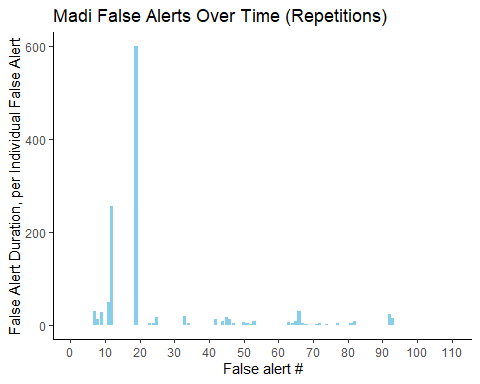 Madi False Alerts Over Time (Repetitions)
False Alert Duration, per Individual False Alert
600
400
200
0
0 10 20 30 40 50 60 70 80 90 100 110
False alert #